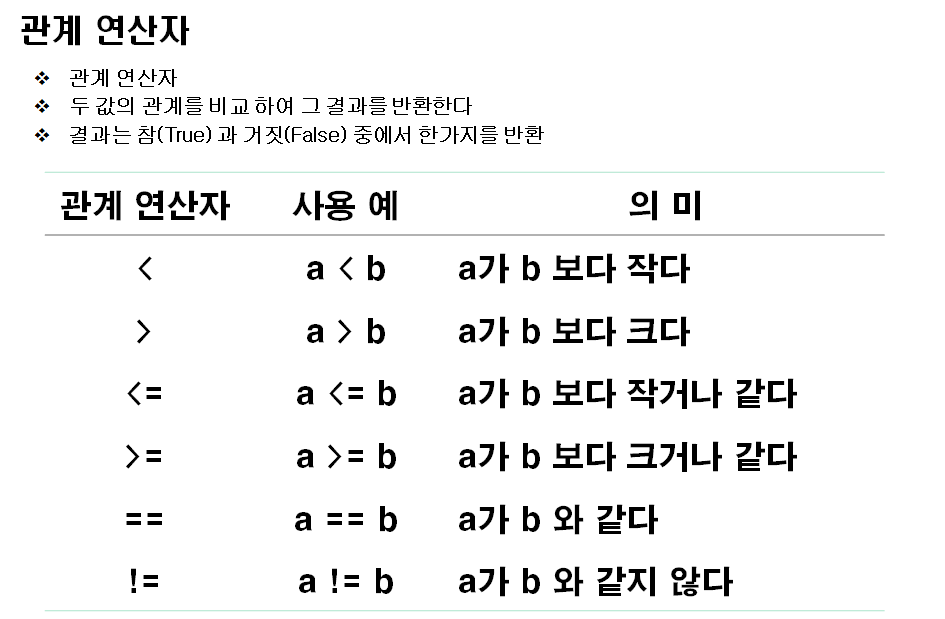 관계 연산자
❖ 관계 연산자
❖ 두 값의 관계를 비교 하여 그 결과를 반환한다
❖ 결과는 참(True) 과 거짓(False) 중에서 한가지를 반환
관계 연산자 사용 예 의 미
< a < b a가 b 보다 작다
> a > b a가 b 보다 크다
<= a <= b a가 b 보다 작거나 같다
>= a >= b a가 b 보다 크거나 같다
== a == b a가 b 와 같다
!= a != b a가 b 와 같지 않다